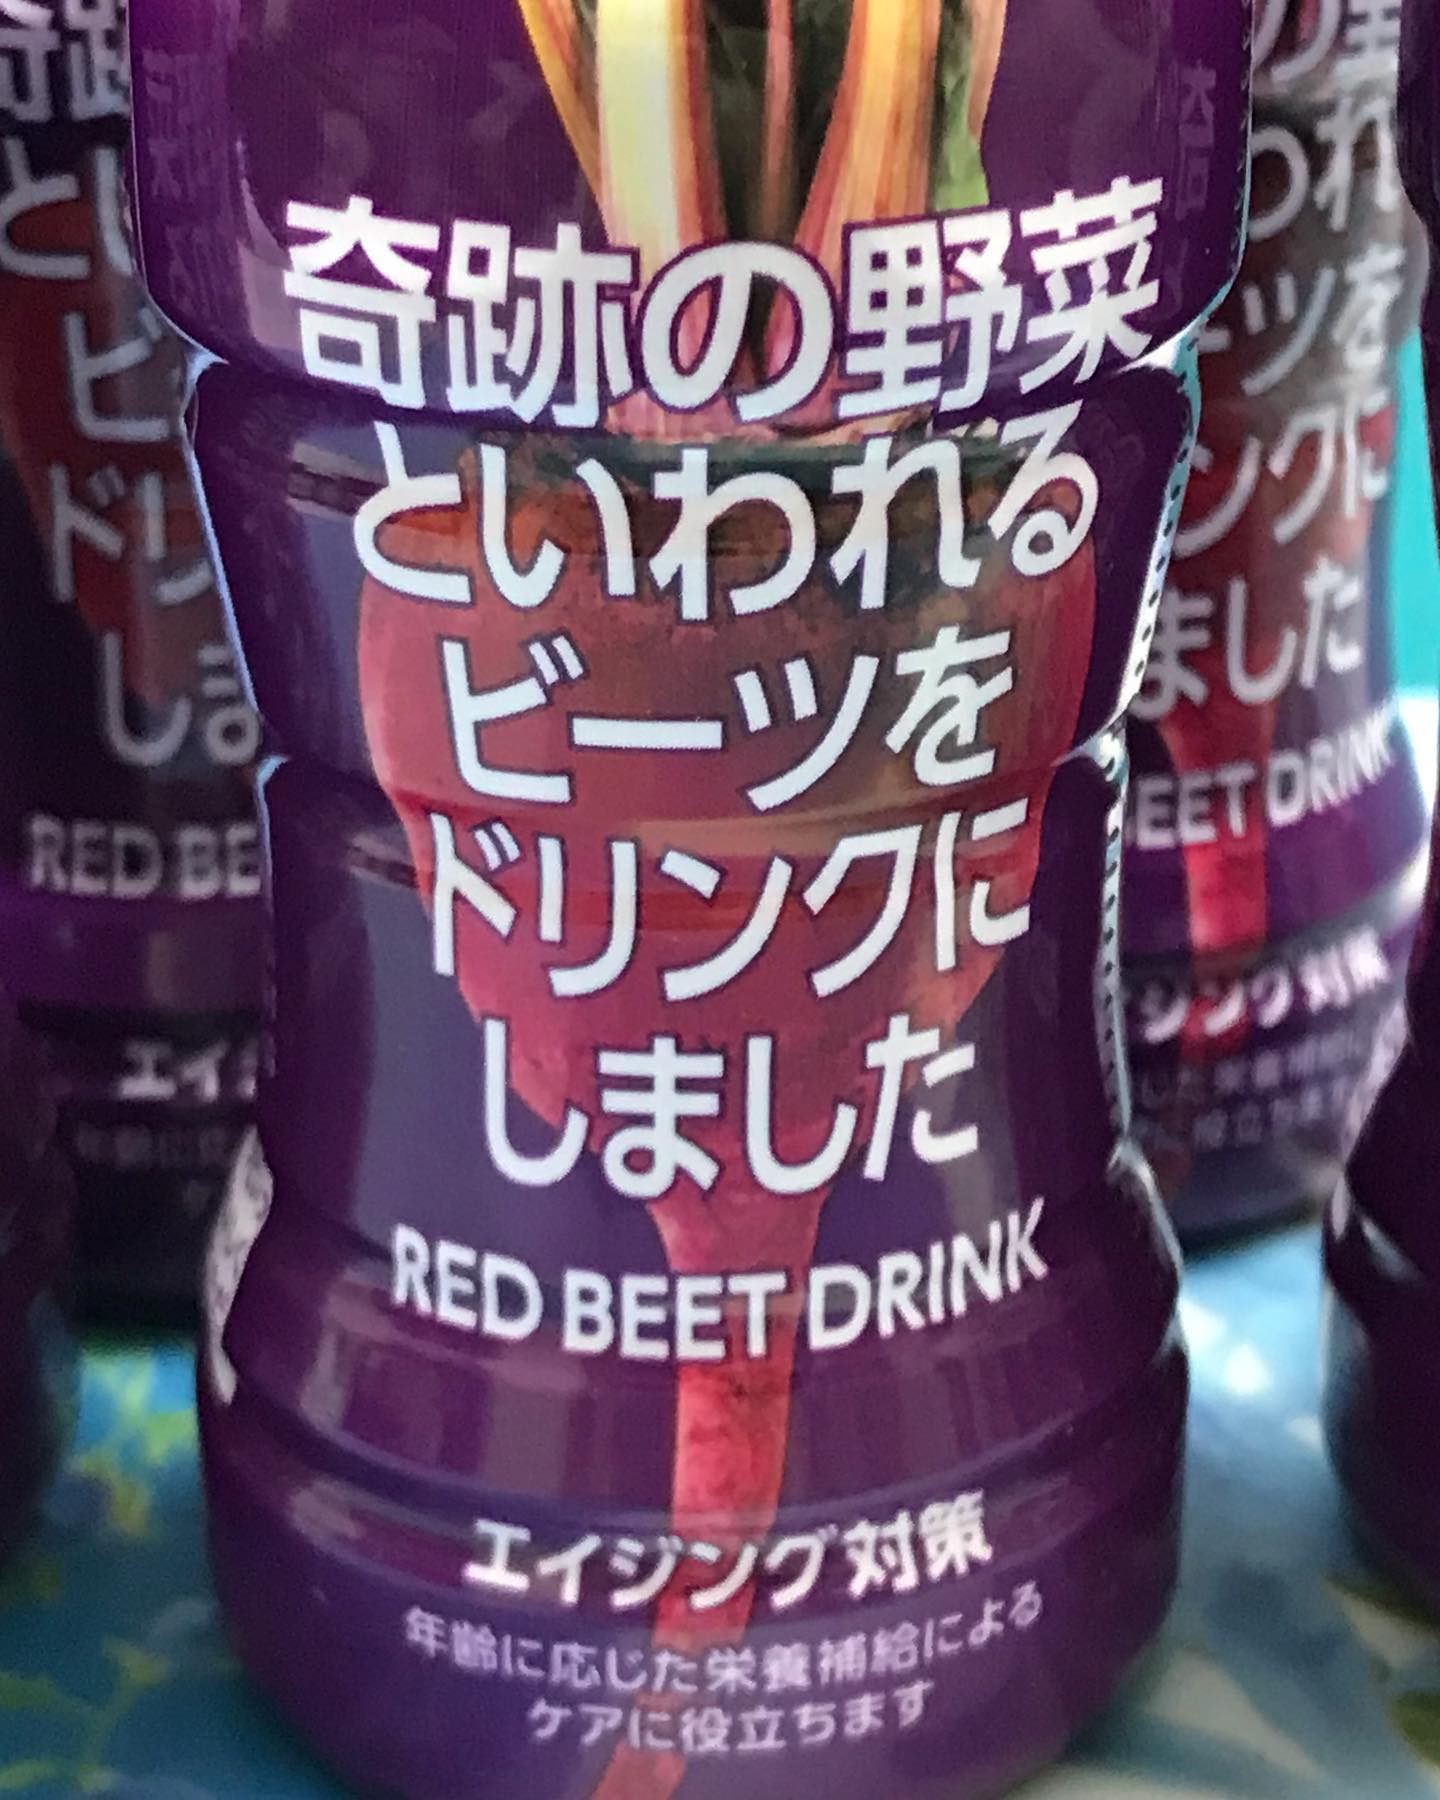 奇跡の野菜
といわれる
ビーツを
ドリンクに
しました
RED BEET DRINK
エイジング対策
年齢に応じた栄養補給による
ケアに役立ちます